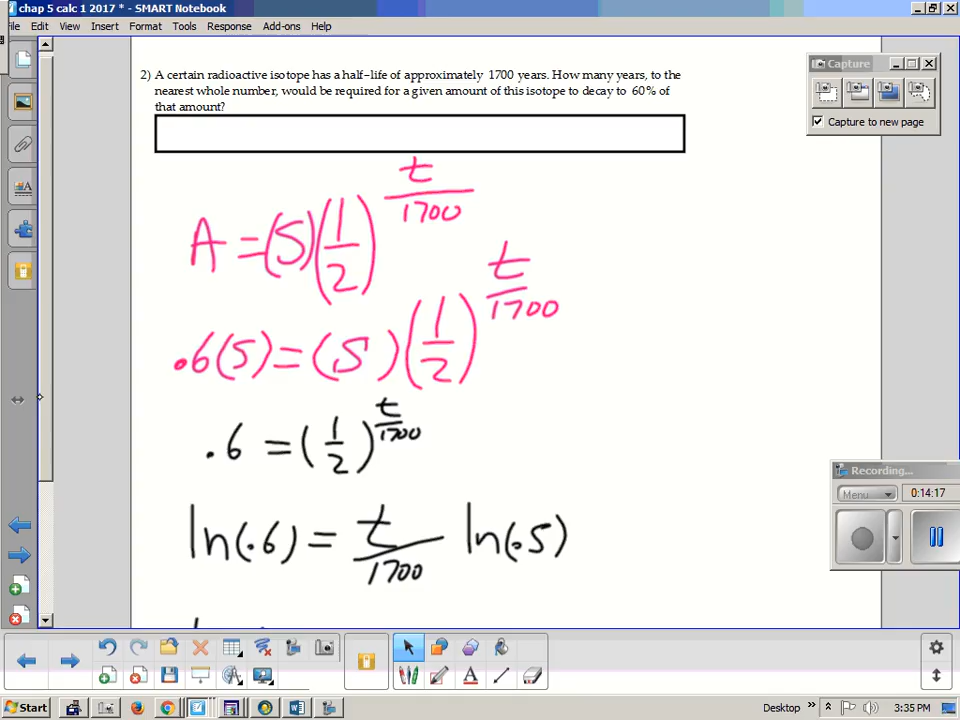 chap 5 calc 1 2017 * - SMART Notebook
File Edit View Insert Format Tools Response Add-ons Help
2) A certain radioactive isotope has a half-life of approximately 1700 years. How many years, to the
nearest whole number, would be required for a given amount of this isotope to decay to 60% of
that amount?
Capture
Capture to new page
A = (5)(1/2)^(t/1700)
.6(5) = (5)(1/2)^(t/1700)
.6 = (1/2)^(t/1700)
ln(.6) = t/1700 ln(.5)
Recording...
Menu
0:14:17
Start
Desktop
3:35 PM